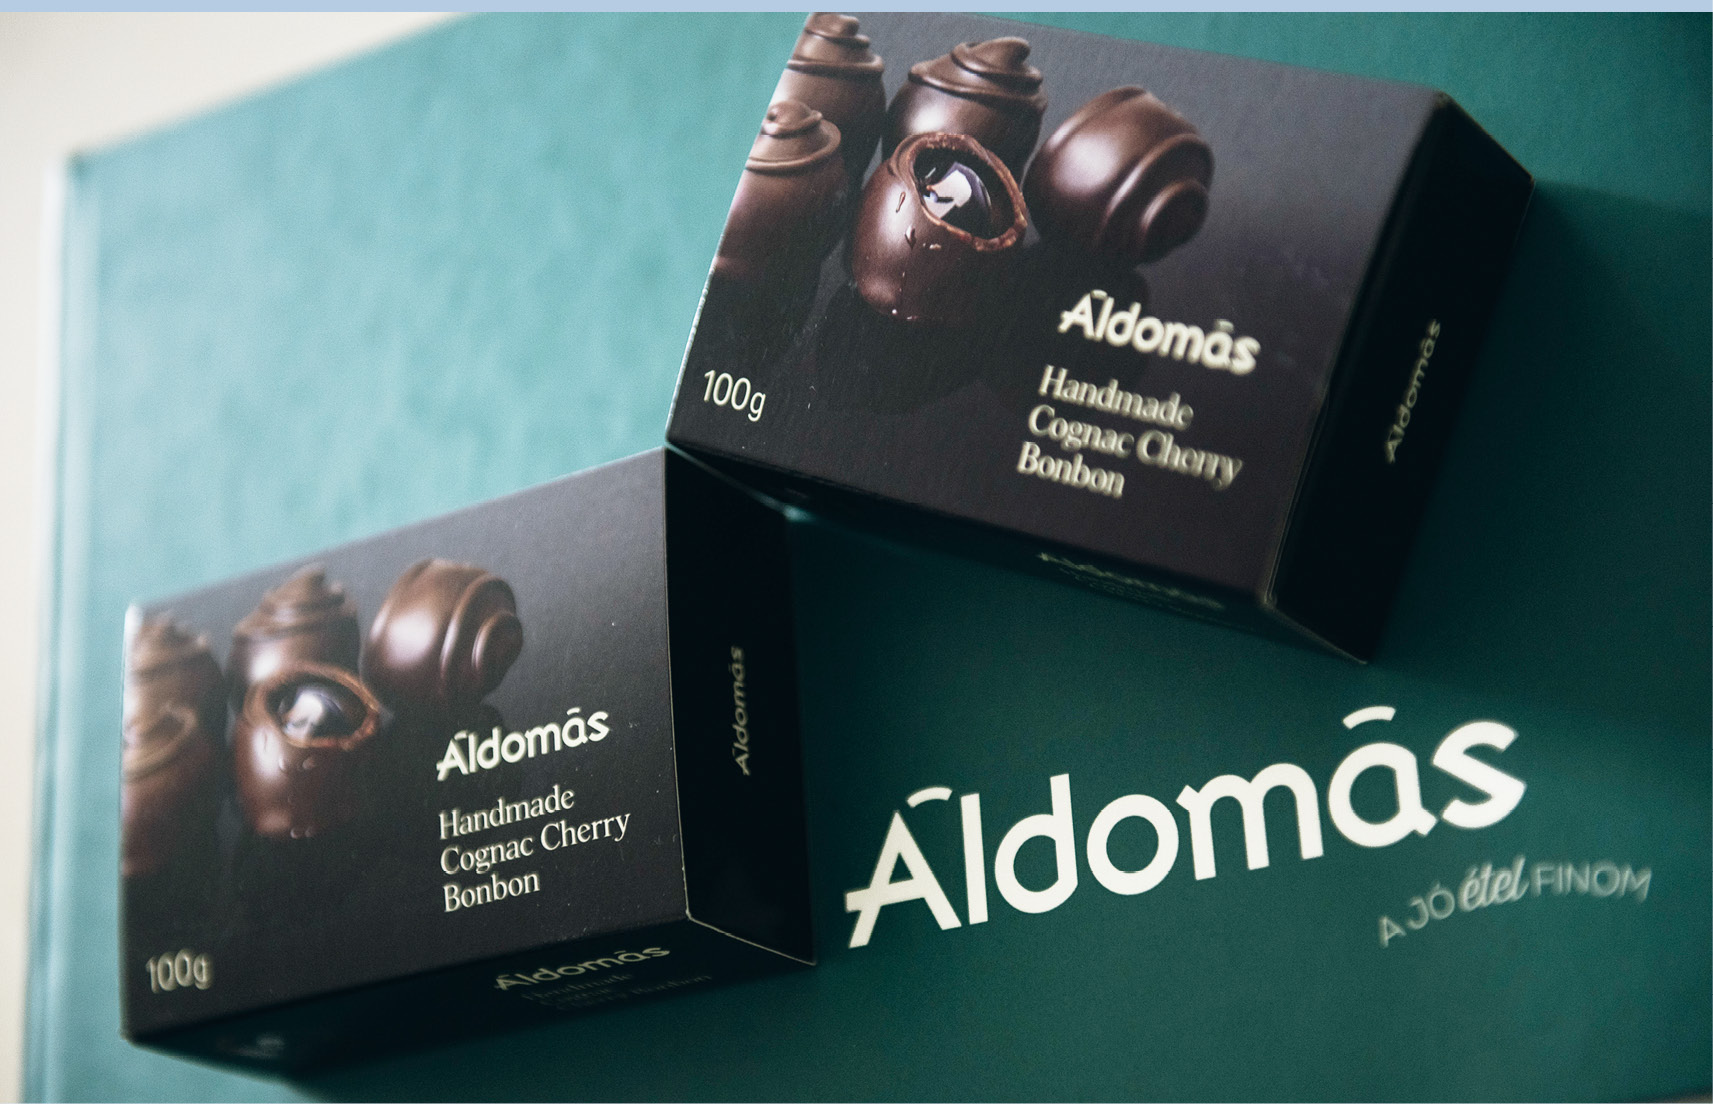 Áldomás
Handmade
Cognac Cherry
Bonbon
100g
Áldomás
Áldomás
Handmade
Cognac Cherry
Bonbon
100g
Áldomás
Áldomás
Áldomás
A JÓ étel FINOM